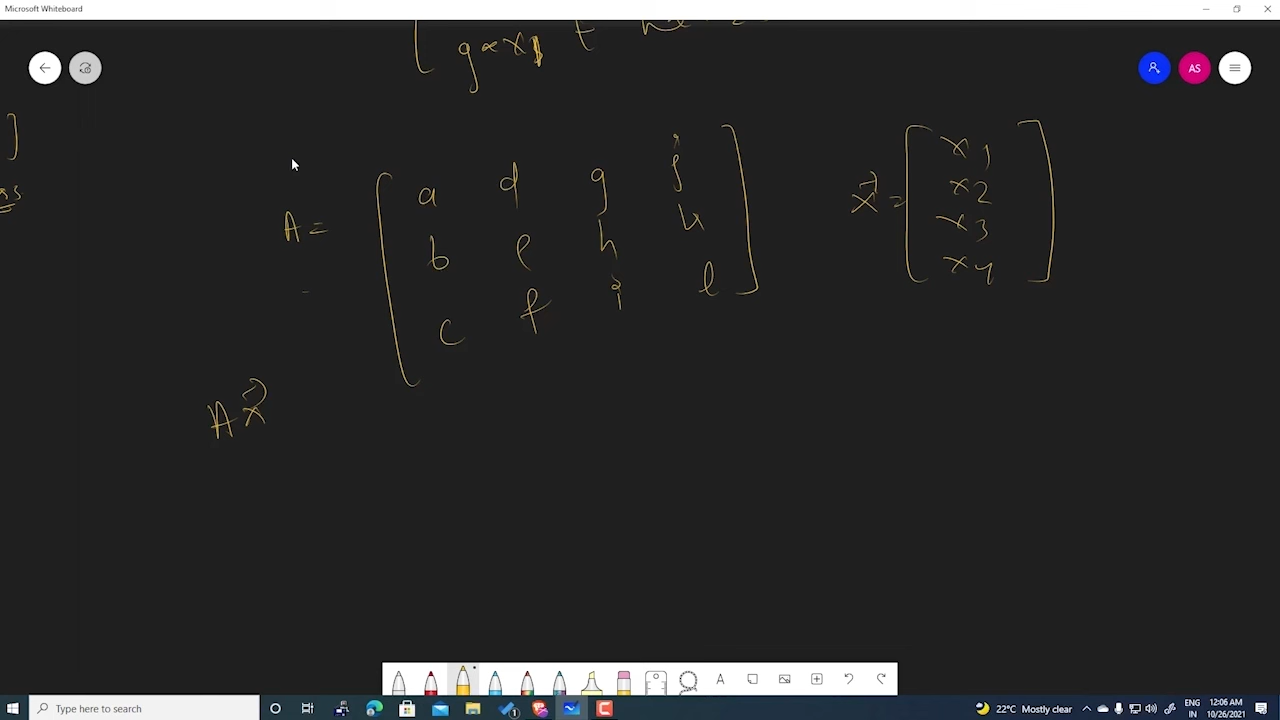 Microsoft Whiteboard
AS
]
A = [ a d g j
b e h k
c f i l ]
x⃗ = [ x1
x2
x3
x4 ]
A x⃗
Type here to search
22°C Mostly clear
ENG
IN
12:06 AM
10/26/2021